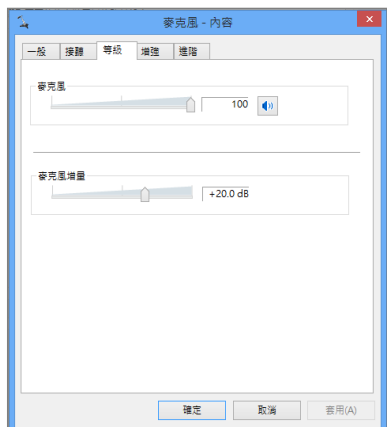 麥克風 - 內容
一般 接聽 等級 增強 進階
麥克風
100
麥克風增量
+20.0 dB
確定 取消 套用(A)